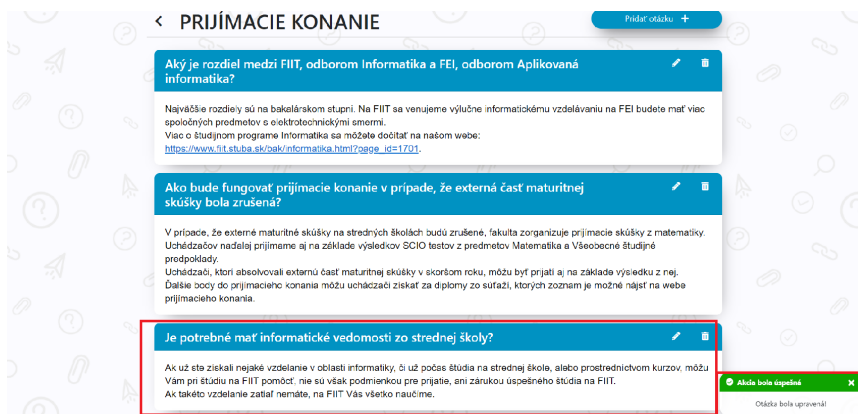 PRIJÍMACIE KONANIE
Pridať otázku +
Aký je rozdiel medzi FIIT, odborom Informatika a FEI, odborom Aplikovaná
informatika?
Najväčšie rozdiely sú na bakalárskom stupni. Na FIIT sa venujeme výlučne informatickému vzdelávaniu na FEI budete mať viac
spoločných predmetov s elektrotechnickými smermi.
Viac o študijnom programe Informatika sa môžete dočítať na našom webe:
https://www.fiit.stuba.sk/bak/informatika.html?page_id=1701.
Ako bude fungovať prijímacie konanie v prípade, že externá časť maturitnej
skúšky bola zrušená?
V prípade, že externé maturitné skúšky na stredných školách budú zrušené, fakulta zorganizuje prijímacie skúšky z matematiky.
Uchádzačov naďalej prijímame aj na základe výsledkov SCIO testov z predmetov Matematika a Všeobecné študijné
predpoklady.
Uchádzači, ktorí absolvovali externú časť maturitnej skúšky v skoršom roku, môžu byť prijatí aj na základe výsledku z nej.
Ďalšie body do prijímacieho konania môžu uchádzači získať za diplomy zo súťaží, ktorých zoznam je možné nájsť na webe
prijímacieho konania.
Je potrebné mať informatické vedomosti zo strednej školy?
Ak už ste získali nejaké vzdelanie v oblasti informatiky, či už počas štúdia na strednej škole, alebo prostredníctvom kurzov, môžu
Vám pri štúdiu na FIIT pomôcť, nie sú však podmienkou pre prijatie, ani zárukou úspešného štúdia na FIIT.
Ak takéto vzdelanie zatiaľ nemáte, na FIIT Vás všetko naučíme.
Akcia bola úspešná
Otázka bola upravená!